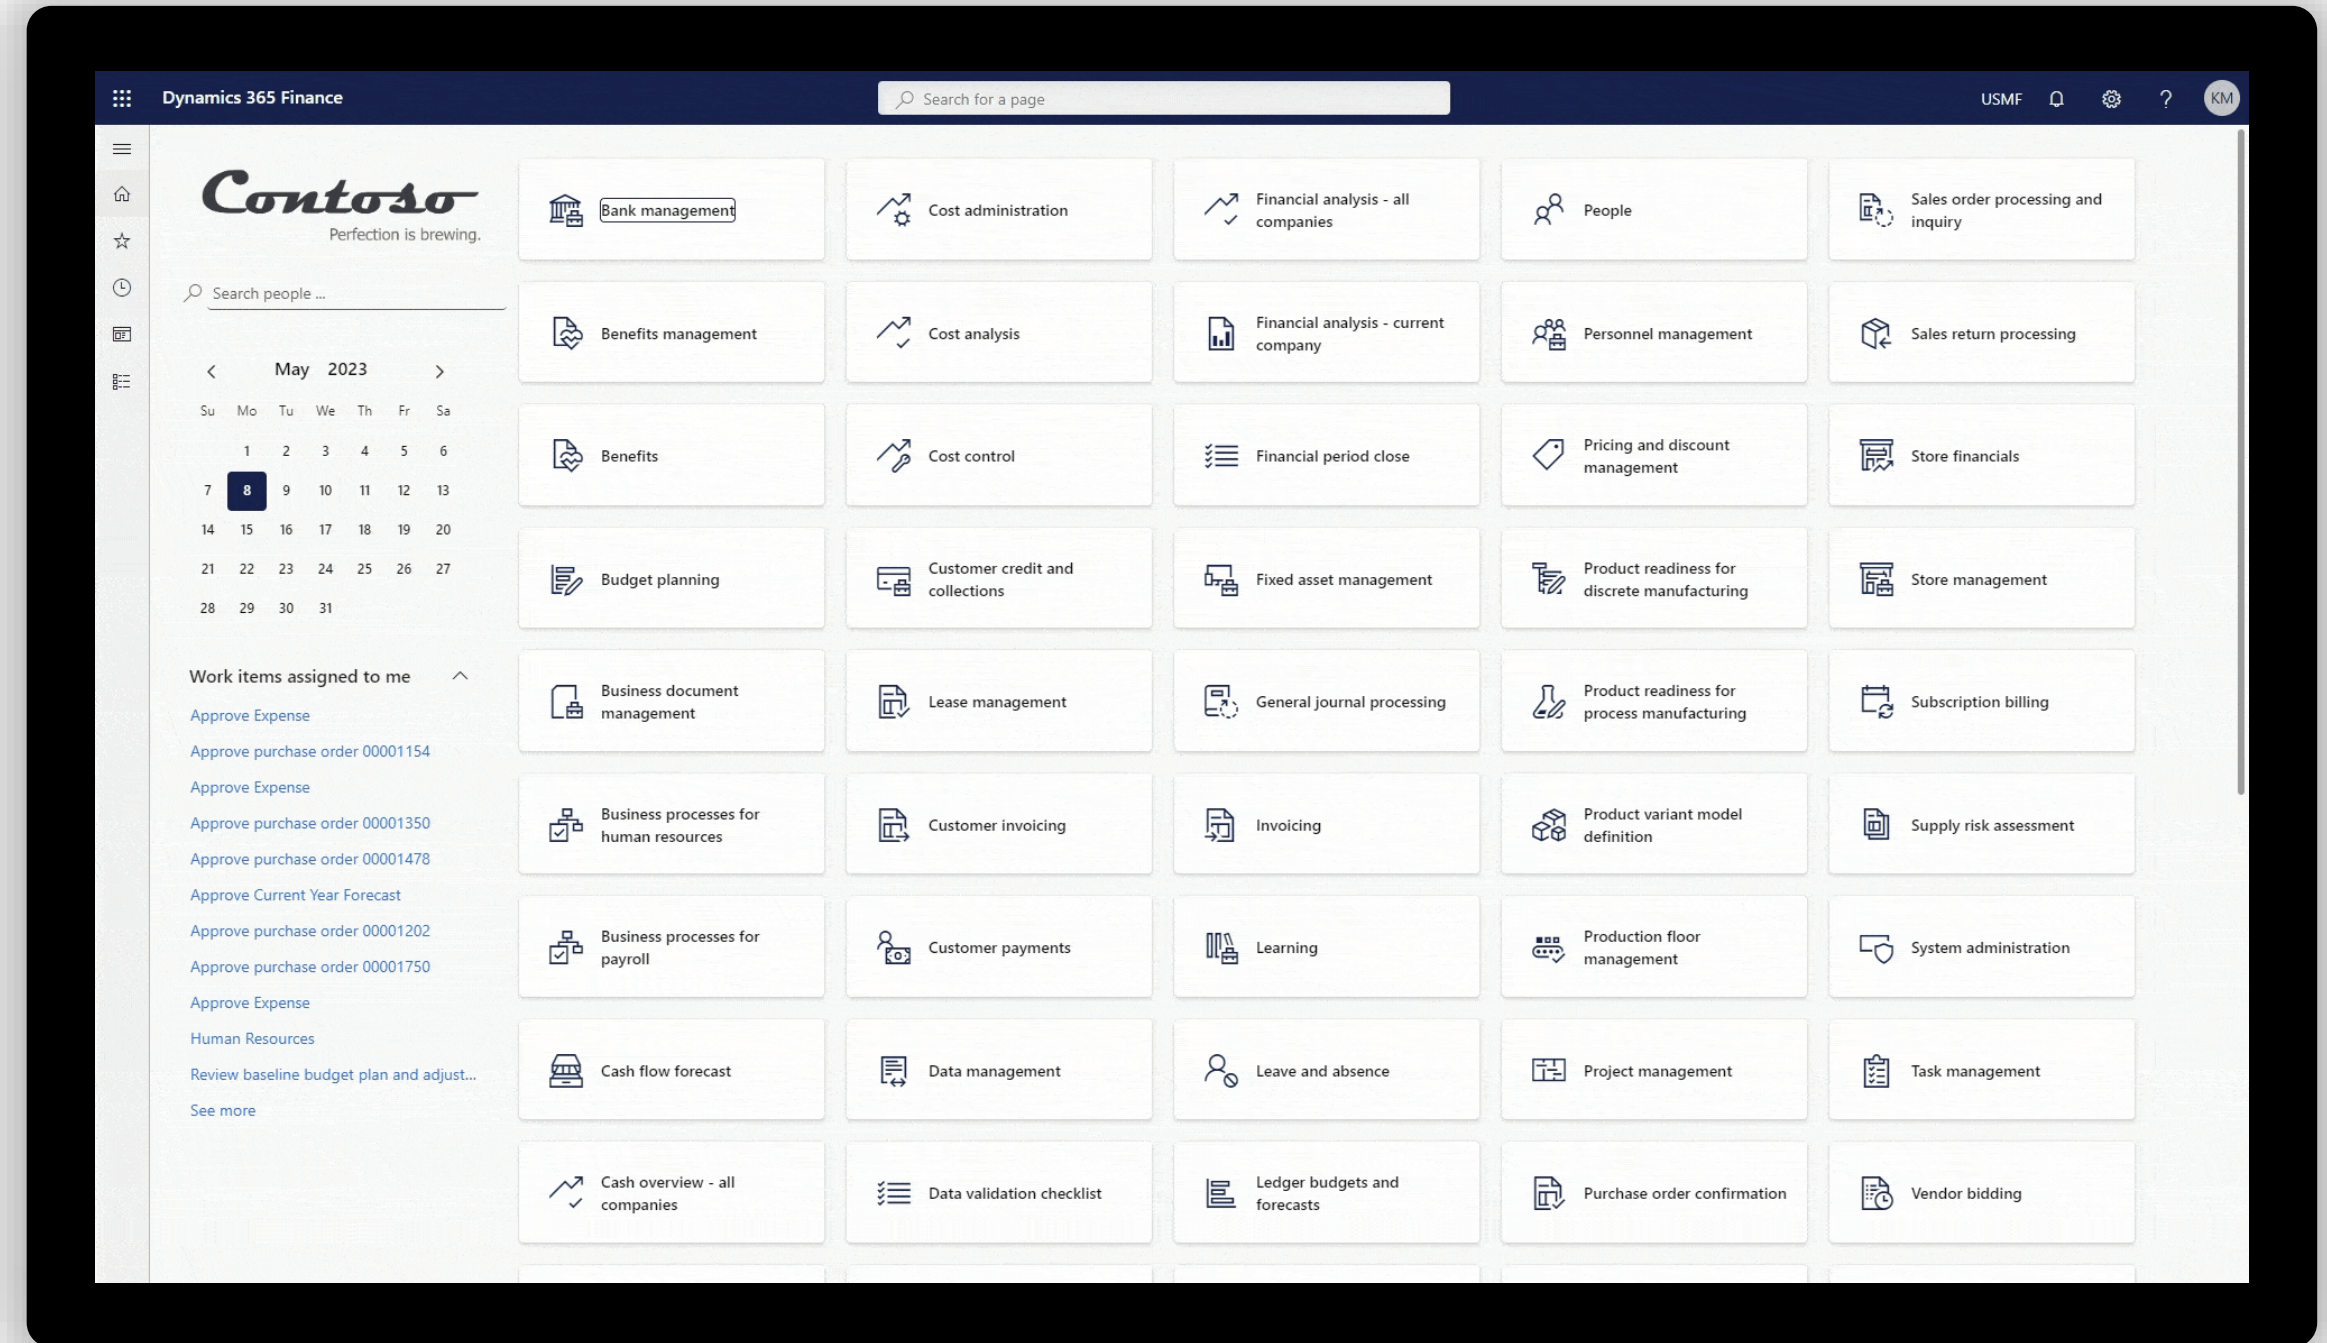 Dynamics 365 Finance
Search for a page
USMF
?
KM
Contoso
Perfection is brewing.
Search people ...
May 2023
Su Mo Tu We Th Fr Sa
1 2 3 4 5 6
7 8 9 10 11 12 13
14 15 16 17 18 19 20
21 22 23 24 25 26 27
28 29 30 31
Work items assigned to me
Approve Expense
Approve purchase order 00001154
Approve Expense
Approve purchase order 00001350
Approve purchase order 00001478
Approve Current Year Forecast
Approve purchase order 00001202
Approve purchase order 00001750
Approve Expense
Human Resources
Review baseline budget plan and adjust...
See more
Bank management
Benefits management
Benefits
Budget planning
Business document
management
Business processes for
human resources
Business processes for
payroll
Cash flow forecast
Cash overview - all
companies
Cost administration
Cost analysis
Cost control
Customer credit and
collections
Lease management
Customer invoicing
Customer payments
Data management
Data validation checklist
Financial analysis - all
companies
Financial analysis - current
company
Financial period close
Fixed asset management
General journal processing
Invoicing
Learning
Leave and absence
Ledger budgets and
forecasts
People
Personnel management
Pricing and discount
management
Product readiness for
discrete manufacturing
Product readiness for
process manufacturing
Product variant model
definition
Production floor
management
Project management
Purchase order confirmation
Sales order processing and
inquiry
Sales return processing
Store financials
Store management
Subscription billing
Supply risk assessment
System administration
Task management
Vendor bidding